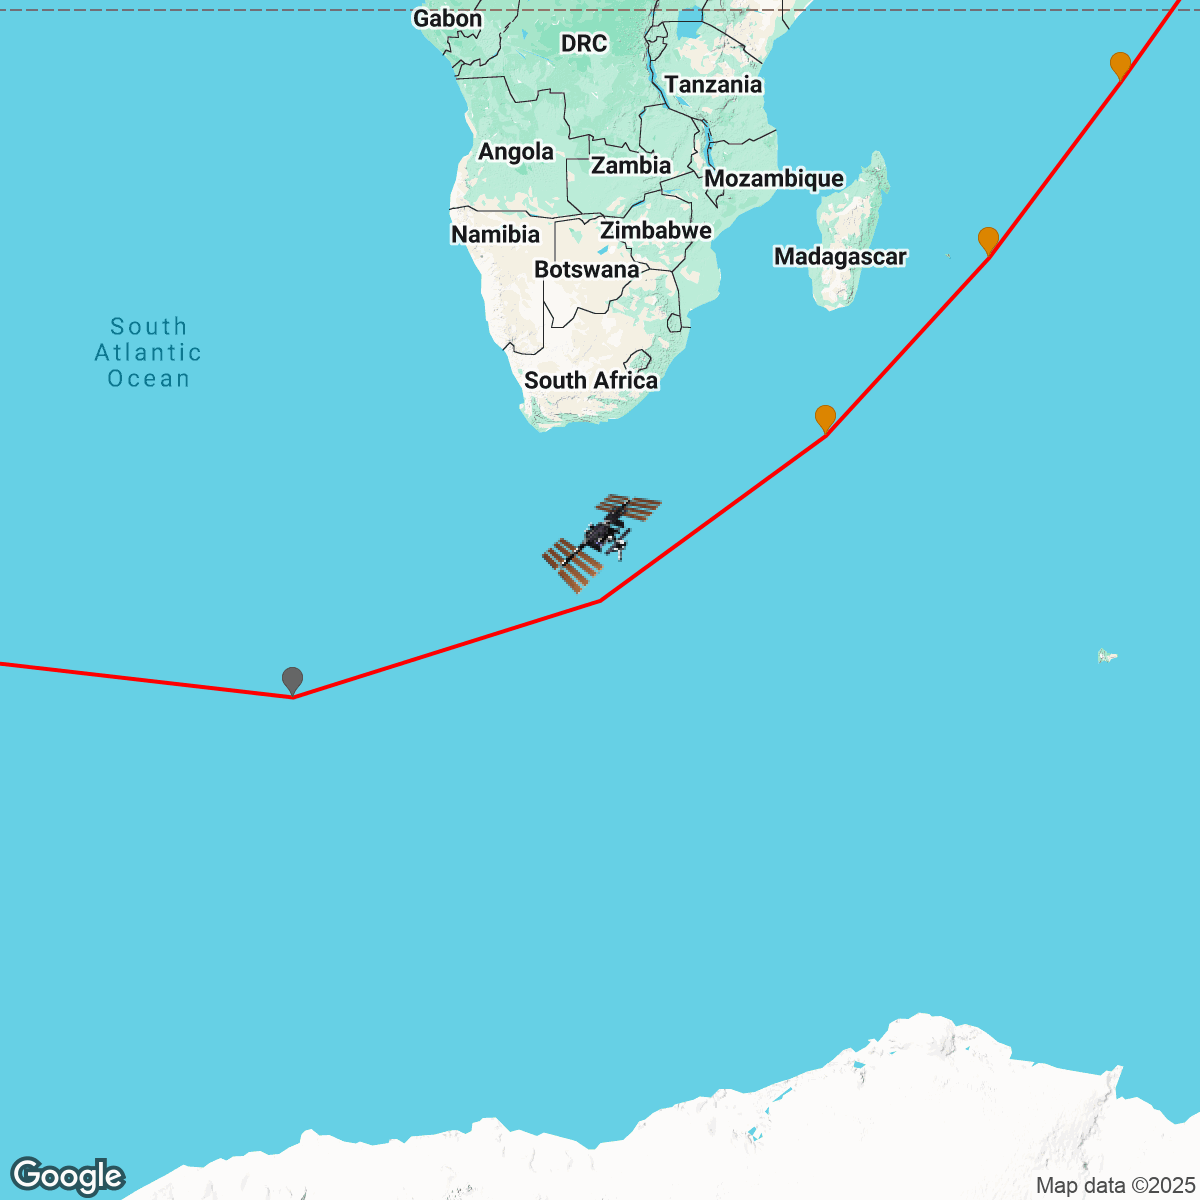 Gabon
DRC
Tanzania
Angola
Zambia
Mozambique
Namibia
Zimbabwe
Botswana
Madagascar
South
Atlantic
Ocean
South Africa
Google
Map data ©2025